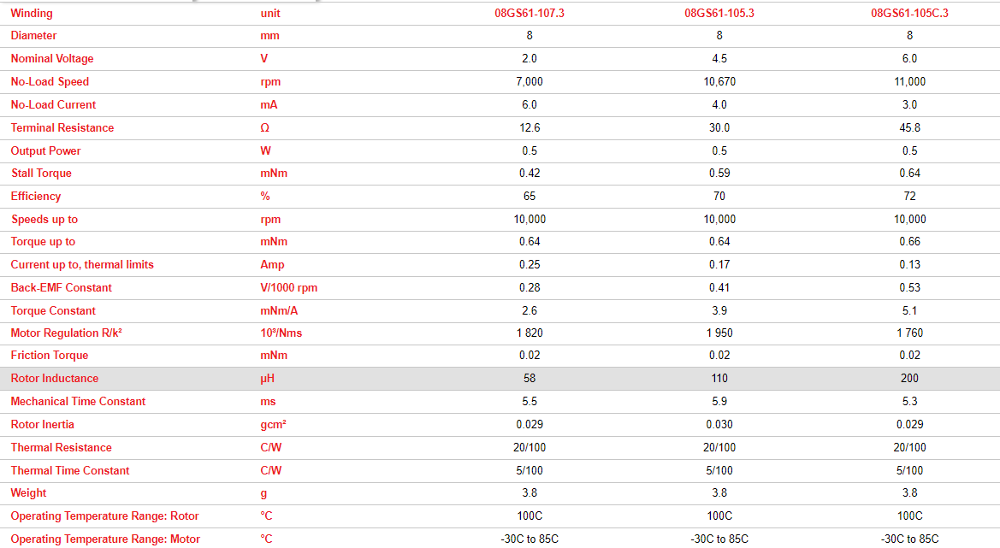 Winding unit 08GS61-107.3 08GS61-105.3 08GS61-105C.3
Diameter mm 8 8 8
Nominal Voltage V 2.0 4.5 6.0
No-Load Speed rpm 7,000 10,670 11,000
No-Load Current mA 6.0 4.0 3.0
Terminal Resistance Ω 12.6 30.0 45.8
Output Power W 0.5 0.5 0.5
Stall Torque mNm 0.42 0.59 0.64
Efficiency % 65 70 72
Speeds up to rpm 10,000 10,000 10,000
Torque up to mNm 0.64 0.64 0.66
Current up to, thermal limits Amp 0.25 0.17 0.13
Back-EMF Constant V/1000 rpm 0.28 0.41 0.53
Torque Constant mNm/A 2.6 3.9 5.1
Motor Regulation R/k² 10³/Nms 1 820 1 950 1 760
Friction Torque mNm 0.02 0.02 0.02
Rotor Inductance µH 58 110 200
Mechanical Time Constant ms 5.5 5.9 5.3
Rotor Inertia gcm² 0.029 0.030 0.029
Thermal Resistance C/W 20/100 20/100 20/100
Thermal Time Constant C/W 5/100 5/100 5/100
Weight g 3.8 3.8 3.8
Operating Temperature Range: Rotor °C 100C 100C 100C
Operating Temperature Range: Motor °C -30C to 85C -30C to 85C -30C to 85C